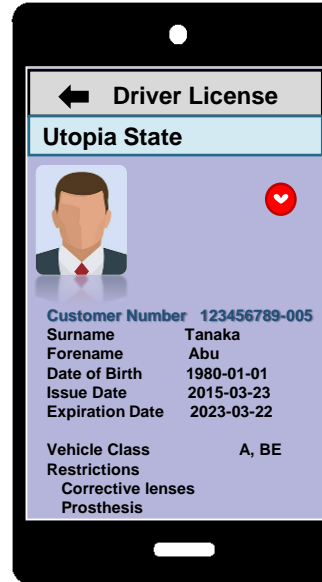 Driver License
Utopia State
Customer Number 123456789-005
Surname Tanaka
Forename Abu
Date of Birth 1980-01-01
Issue Date 2015-03-23
Expiration Date 2023-03-22
Vehicle Class A, BE
Restrictions
Corrective lenses
Prosthesis